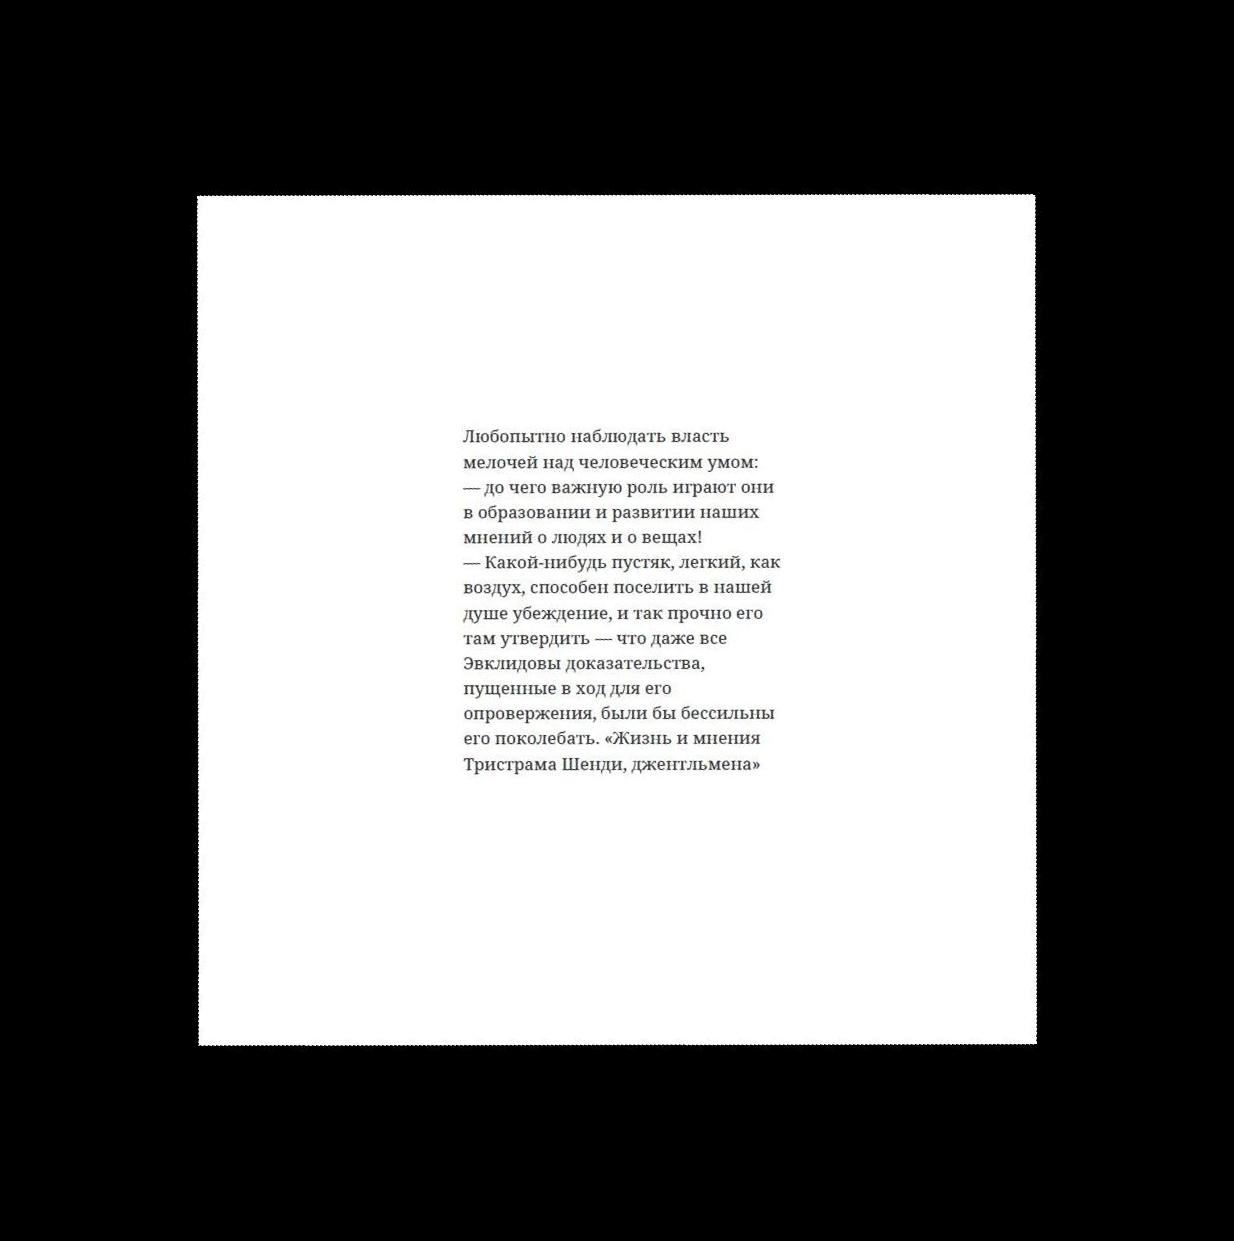 Любопытно наблюдать власть
мелочей над человеческим умом:
— до чего важную роль играют они
в образовании и развитии наших
мнений о людях и о вещах!
— Какой-нибудь пустяк, легкий, как
воздух, способен поселить в нашей
душе убеждение, и так прочно его
там утвердить — что даже все
Эвклидовы доказательства,
пущенные в ход для его
опровержения, были бы бессильны
его поколебать. «Жизнь и мнения
Тристрама Шенди, джентльмена»